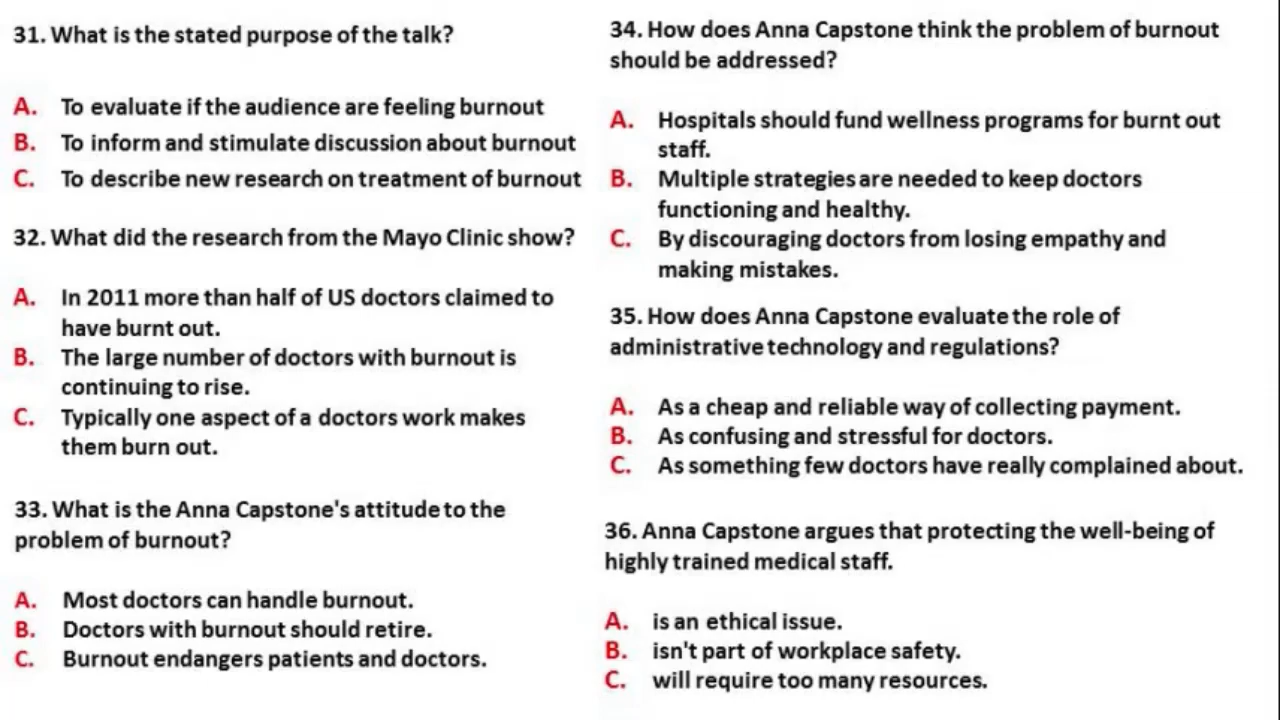 31. What is the stated purpose of the talk?
A. To evaluate if the audience are feeling burnout
B. To inform and stimulate discussion about burnout
C. To describe new research on treatment of burnout
32. What did the research from the Mayo Clinic show?
A. In 2011 more than half of US doctors claimed to
have burnt out.
B. The large number of doctors with burnout is
continuing to rise.
C. Typically one aspect of a doctors work makes
them burn out.
33. What is the Anna Capstone's attitude to the
problem of burnout?
A. Most doctors can handle burnout.
B. Doctors with burnout should retire.
C. Burnout endangers patients and doctors.
34. How does Anna Capstone think the problem of burnout
should be addressed?
A. Hospitals should fund wellness programs for burnt out
staff.
B. Multiple strategies are needed to keep doctors
functioning and healthy.
C. By discouraging doctors from losing empathy and
making mistakes.
35. How does Anna Capstone evaluate the role of
administrative technology and regulations?
A. As a cheap and reliable way of collecting payment.
B. As confusing and stressful for doctors.
C. As something few doctors have really complained about.
36. Anna Capstone argues that protecting the well-being of
highly trained medical staff.
A. is an ethical issue.
B. isn't part of workplace safety.
C. will require too many resources.